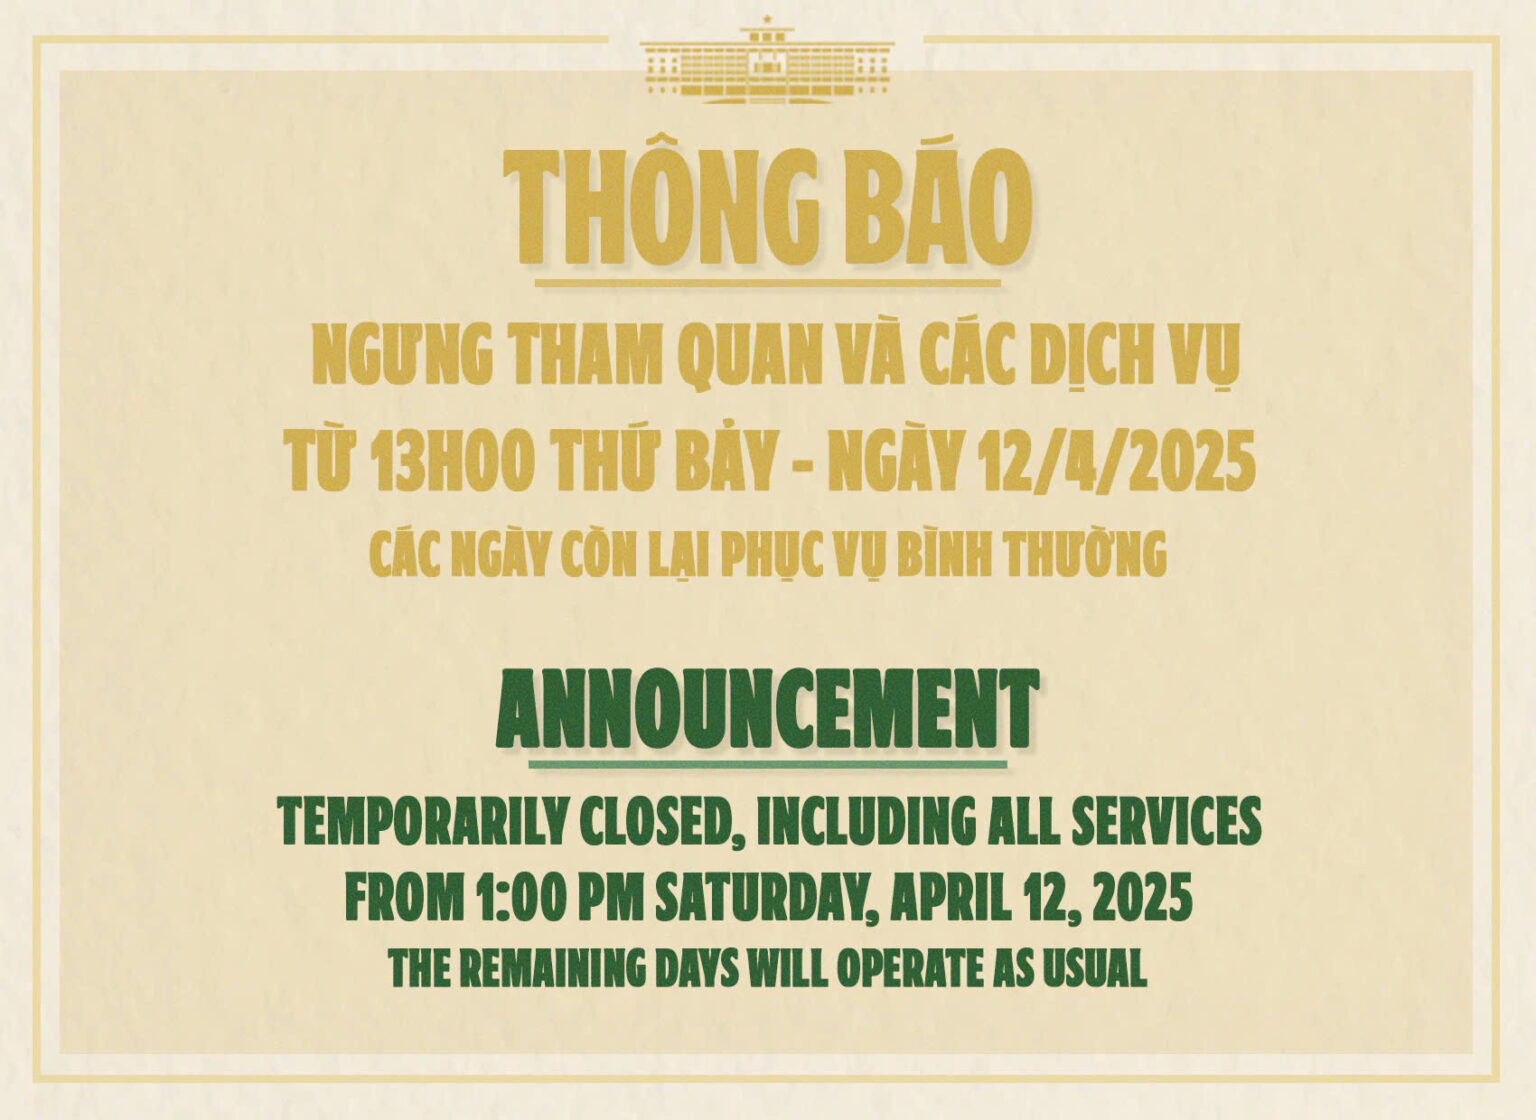 THÔNG BÁO
NGƯNG THAM QUAN VÀ CÁC DỊCH VỤ
TỪ 13H00 THỨ BẢY - NGÀY 12/4/2025
CÁC NGÀY CÒN LẠI PHỤC VỤ BÌNH THƯỜNG
ANNOUNCEMENT
TEMPORARILY CLOSED, INCLUDING ALL SERVICES
FROM 1:00 PM SATURDAY, APRIL 12, 2025
THE REMAINING DAYS WILL OPERATE AS USUAL